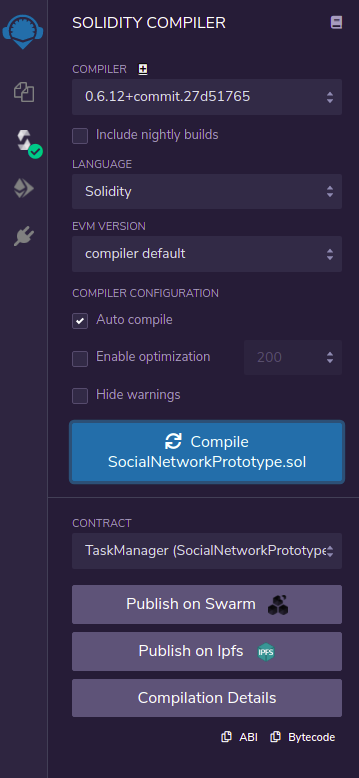 SOLIDITY COMPILER
COMPILER
0.6.12+commit.27d51765
Include nightly builds
LANGUAGE
Solidity
EVM VERSION
compiler default
COMPILER CONFIGURATION
Auto compile
Enable optimization 200
Hide warnings
Compile
SocialNetworkPrototype.sol
CONTRACT
TaskManager (SocialNetworkPrototype
Publish on Swarm
Publish on Ipfs IPFS
Compilation Details
ABI Bytecode